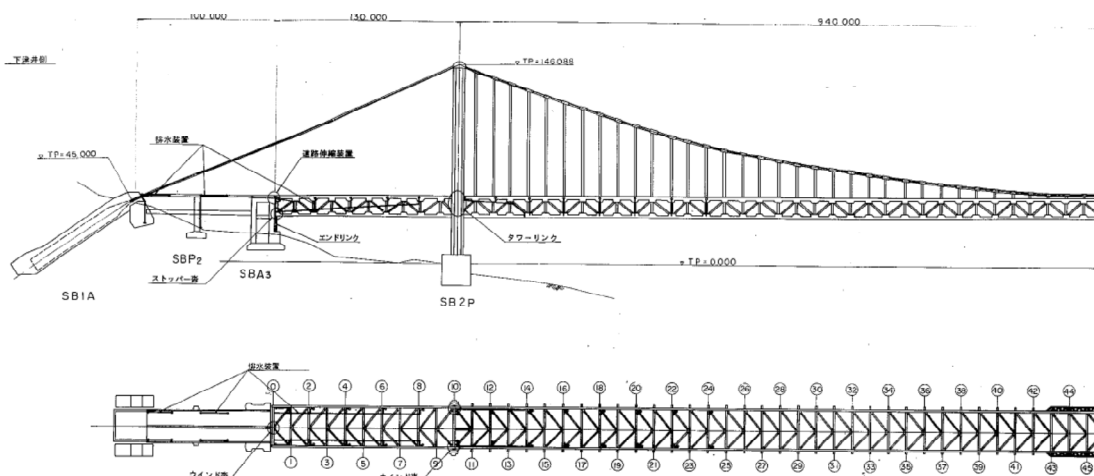 100.000
130.000
940.000
下津井側
▽TP=146.088
排水装置
道路伸縮装置
▽TP=45.000
エンドリンク
タワーリンク
SBP2
SBA3
ストッパー沓
▽TP=0.000
SB1A
SB2P
排水装置
0 2 4 6 8 10 12 14 16 18 20 22 24 26 28 30 32 34 36 38 40 42 44
1 3 5 7 9 11 13 15 17 19 21 23 25 27 29 31 33 35 37 39 41 43 45
ウインド沓
ウインド沓